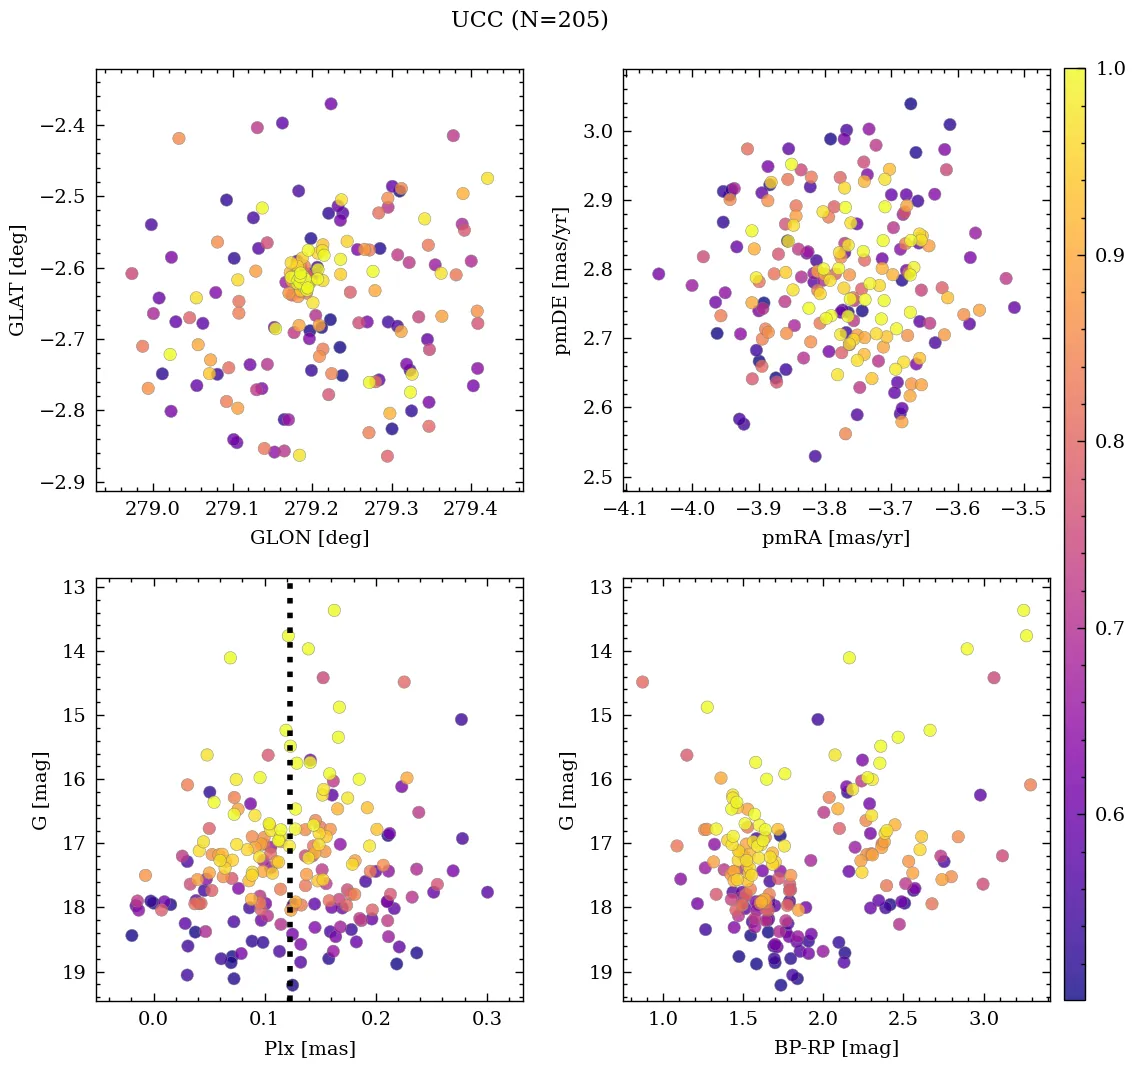 UCC (N=205)
−2.4
−2.5
−2.6
−2.7
−2.8
−2.9
GLAT [deg]
279.0 279.1 279.2 279.3 279.4
GLON [deg]
3.0
2.9
2.8
2.7
2.6
2.5
pmDE [mas/yr]
−4.1 −4.0 −3.9 −3.8 −3.7 −3.6 −3.5
pmRA [mas/yr]
1.0
0.9
0.8
0.7
0.6
13
14
15
16
17
18
19
G [mag]
0.0 0.1 0.2 0.3
Plx [mas]
13
14
15
16
17
18
19
G [mag]
1.0 1.5 2.0 2.5 3.0
BP-RP [mag]